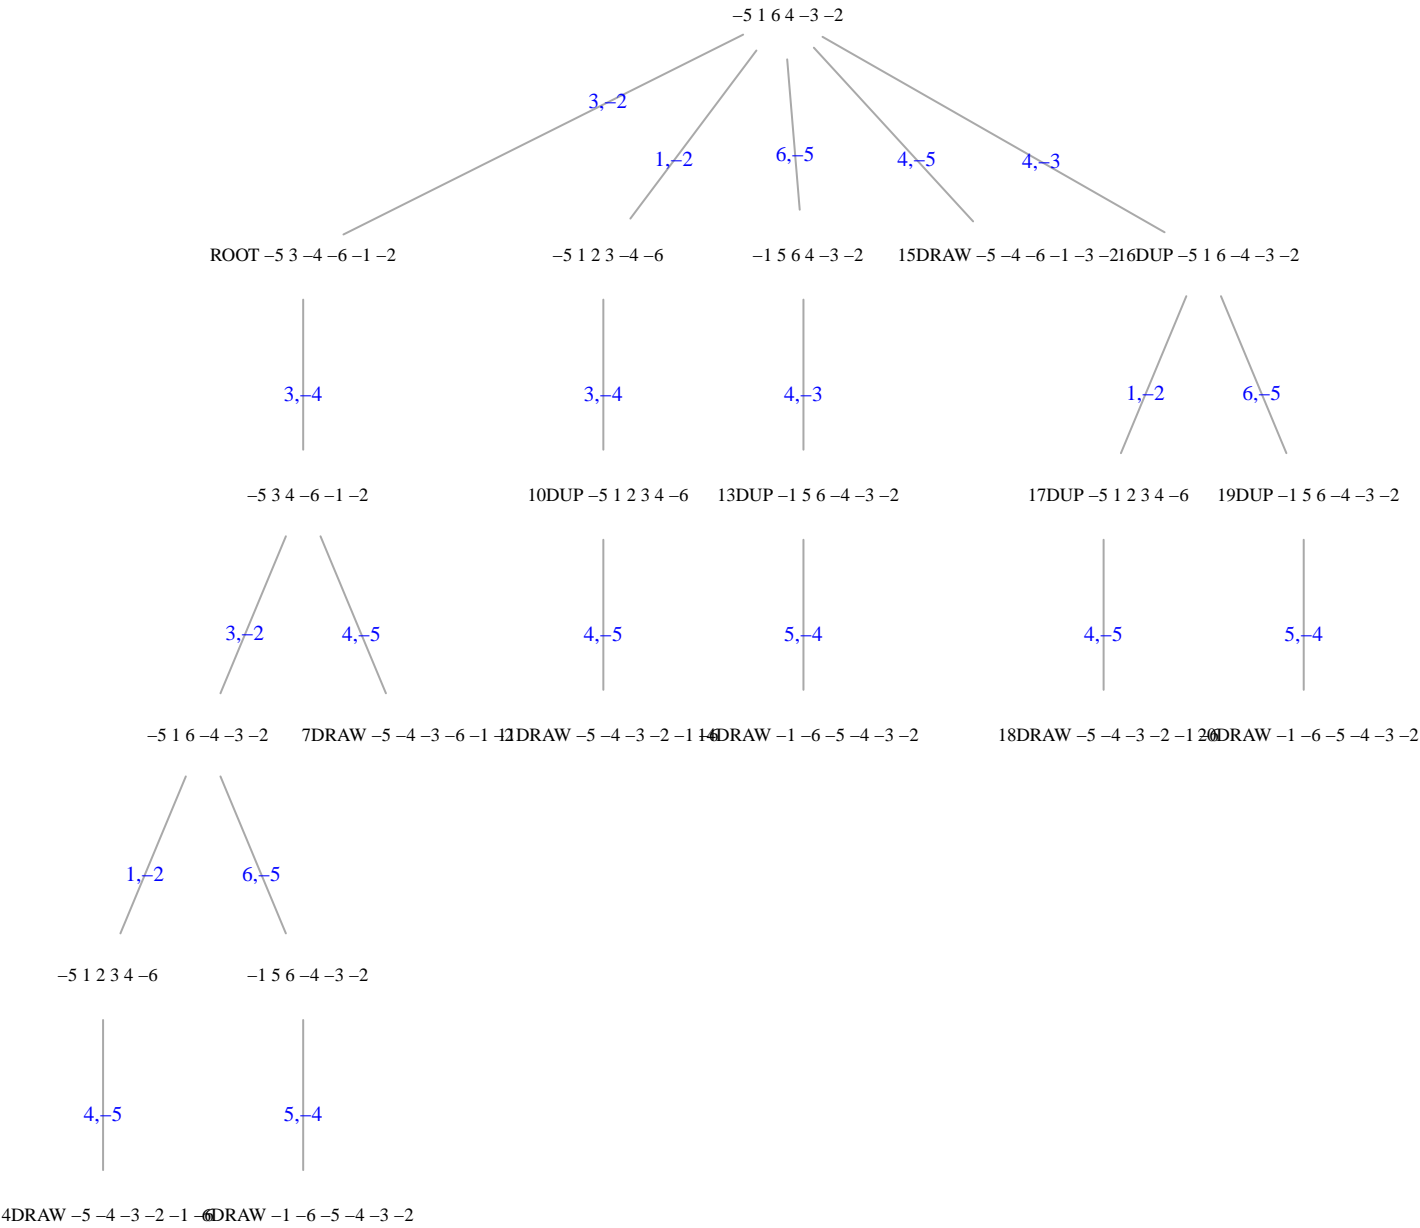 –5 1 6 4 –3 –2
3,–2
1,–2
6,–5
4,–5
4,–3
ROOT –5 3 –4 –6 –1 –2
–5 1 2 3 –4 –6
–1 5 6 4 –3 –2
15DRAW –5 –4 –6 –1 –3 –2
16DUP –5 1 6 –4 –3 –2
3,–4
3,–4
4,–3
1,–2
6,–5
–5 3 4 –6 –1 –2
10DUP –5 1 2 3 4 –6
13DUP –1 5 6 –4 –3 –2
17DUP –5 1 2 3 4 –6
19DUP –1 5 6 –4 –3 –2
3,–2
4,–5
4,–5
5,–4
4,–5
5,–4
–5 1 6 –4 –3 –2
7DRAW –5 –4 –3 –6 –1 –2
11DRAW –5 –4 –3 –2 –1 –6
14DRAW –1 –6 –5 –4 –3 –2
18DRAW –5 –4 –3 –2 –1 –6
20DRAW –1 –6 –5 –4 –3 –2
1,–2
6,–5
–5 1 2 3 4 –6
–1 5 6 –4 –3 –2
4,–5
5,–4
4DRAW –5 –4 –3 –2 –1 –6
6DRAW –1 –6 –5 –4 –3 –2